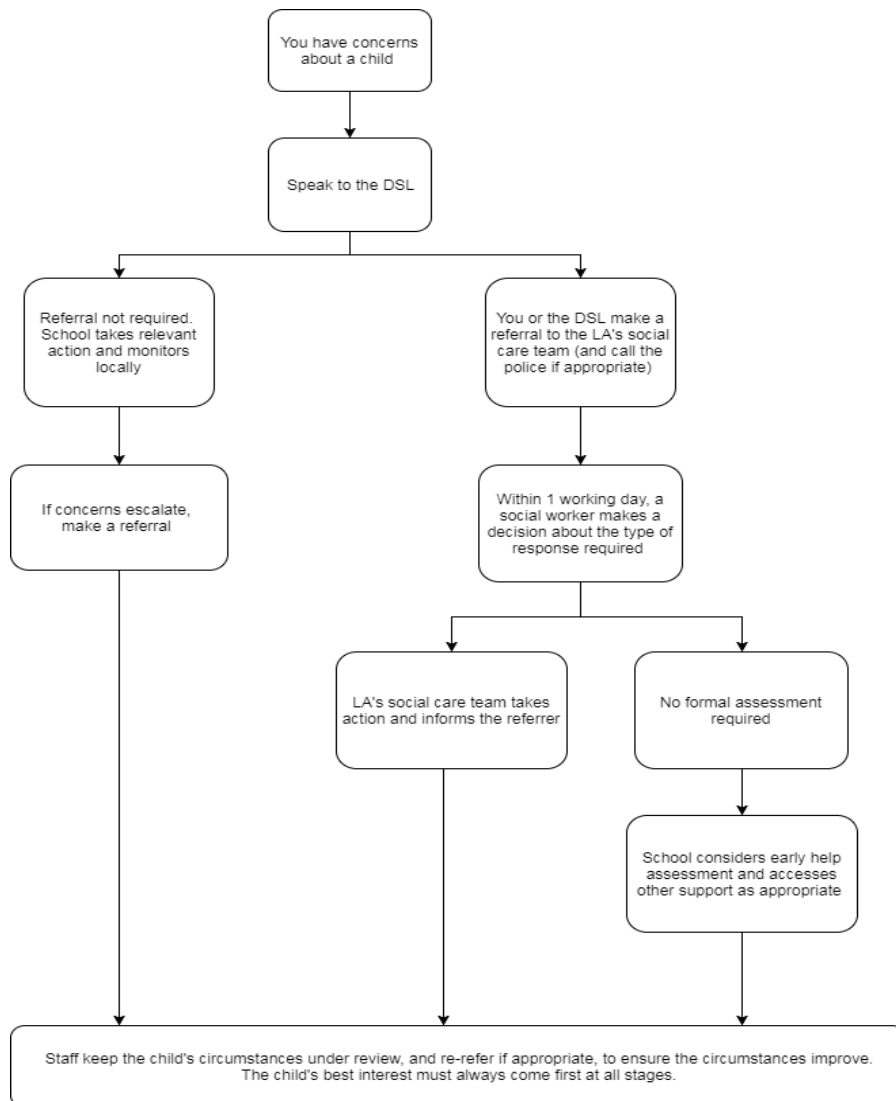 You have concerns
about a child
Speak to the DSL
Referral not required.
School takes relevant
action and monitors
locally
You or the DSL make a
referral to the LA's social
care team (and call the
police if appropriate)
If concerns escalate,
make a referral
Within 1 working day, a
social worker makes a
decision about the type of
response required
LA's social care team takes
action and informs the referrer
No formal assessment
required
School considers early help
assessment and accesses
other support as appropriate
Staff keep the child's circumstances under review, and re-refer if appropriate, to ensure the circumstances improve.
The child's best interest must always come first at all stages.